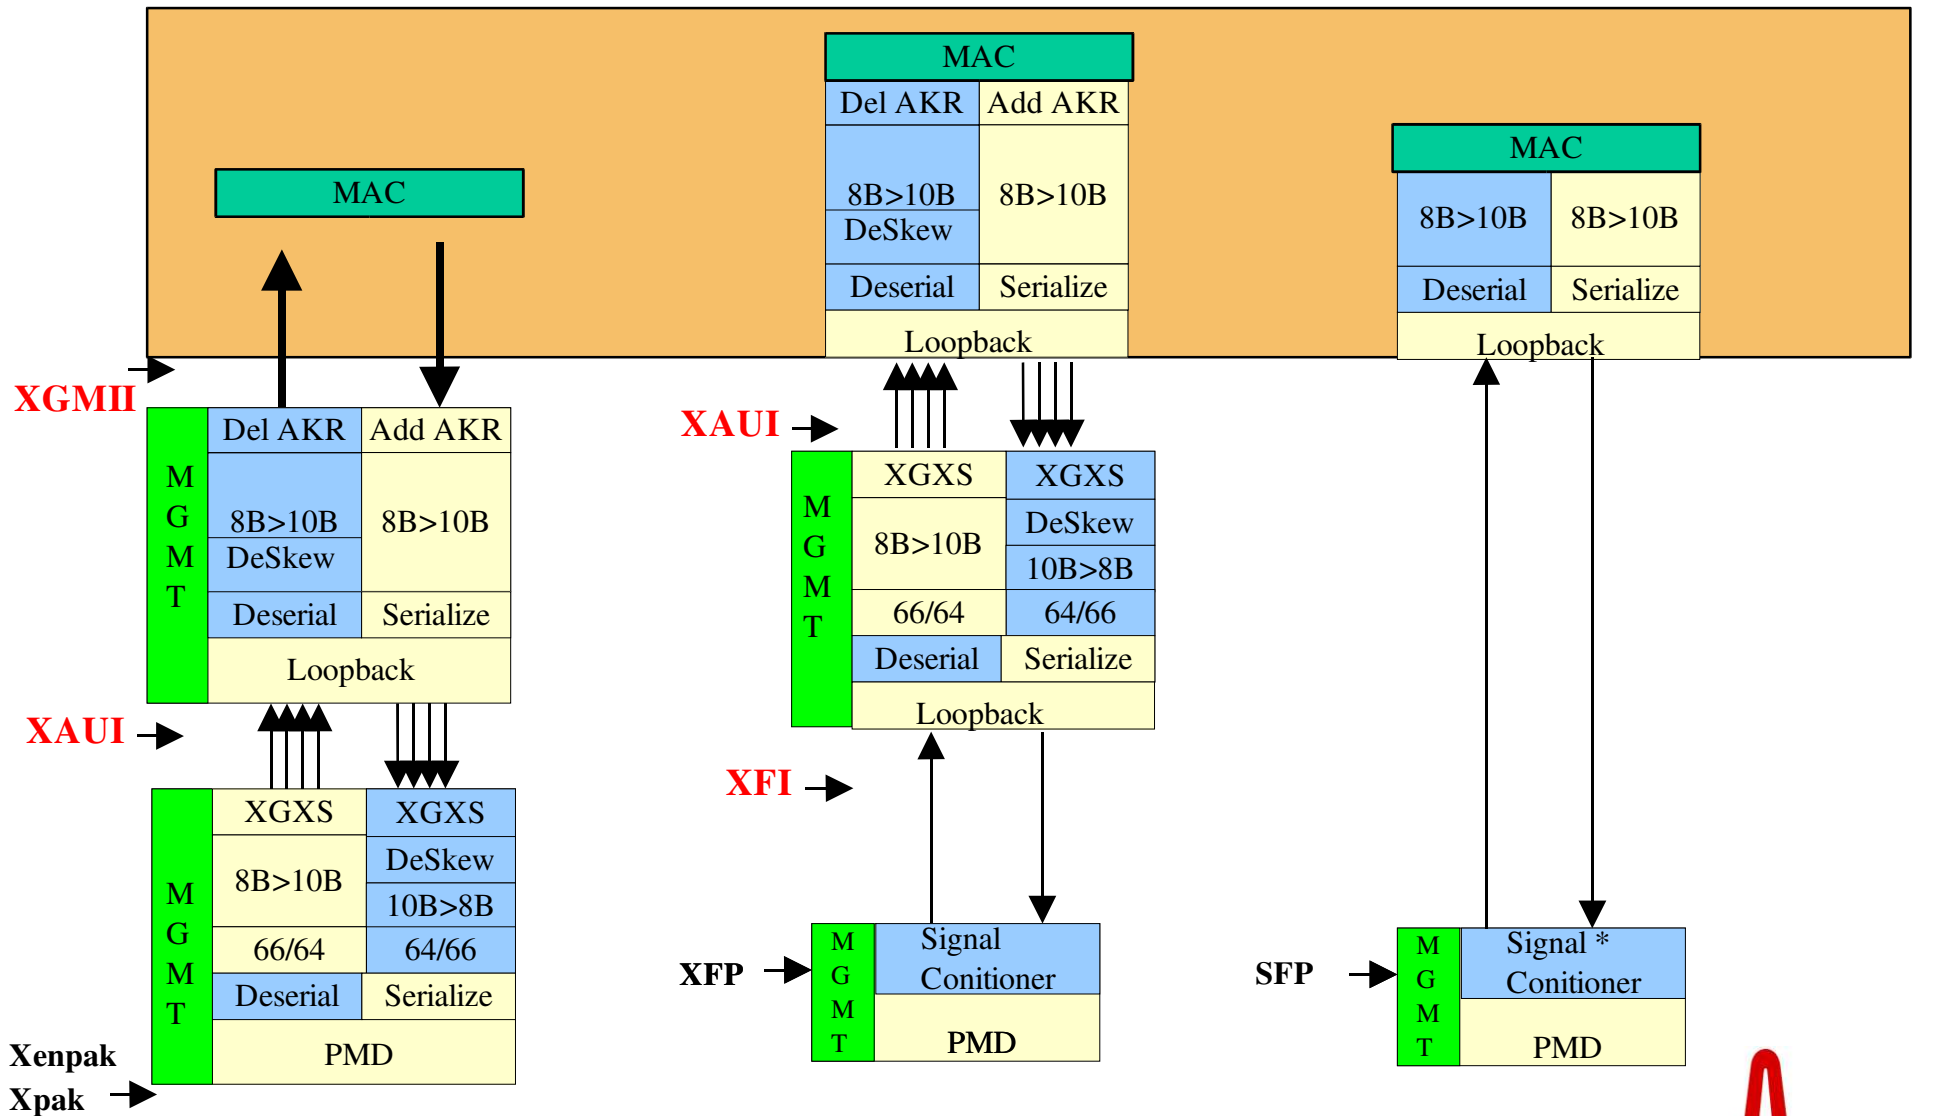 MAC
Del AKR
Add AKR
8B>10B
8B>10B
DeSkew
Deserial
Serialize
Loopback
MAC
8B>10B
8B>10B
Deserial
Serialize
Loopback
MAC
XGMII
M
G
M
T
Del AKR
Add AKR
8B>10B
8B>10B
DeSkew
Deserial
Serialize
Loopback
XAUI
M
G
M
T
XGXS
XGXS
DeSkew
8B>10B
10B>8B
66/64
64/66
Deserial
Serialize
PMD
Xenpak
Xpak
XAUI
M
G
M
T
XGXS
XGXS
DeSkew
8B>10B
10B>8B
66/64
64/66
Deserial
Serialize
Loopback
XFI
XFP
M
G
M
T
Signal
Conitioner
PMD
SFP
M
G
M
T
Signal *
Conitioner
PMD